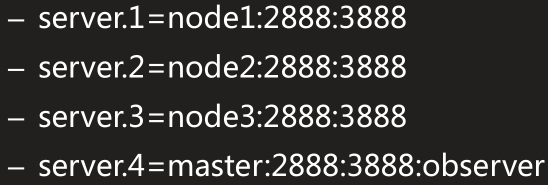 – server.1=node1:2888:3888
– server.2=node2:2888:3888
– server.3=node3:2888:3888
– server.4=master:2888:3888:observer